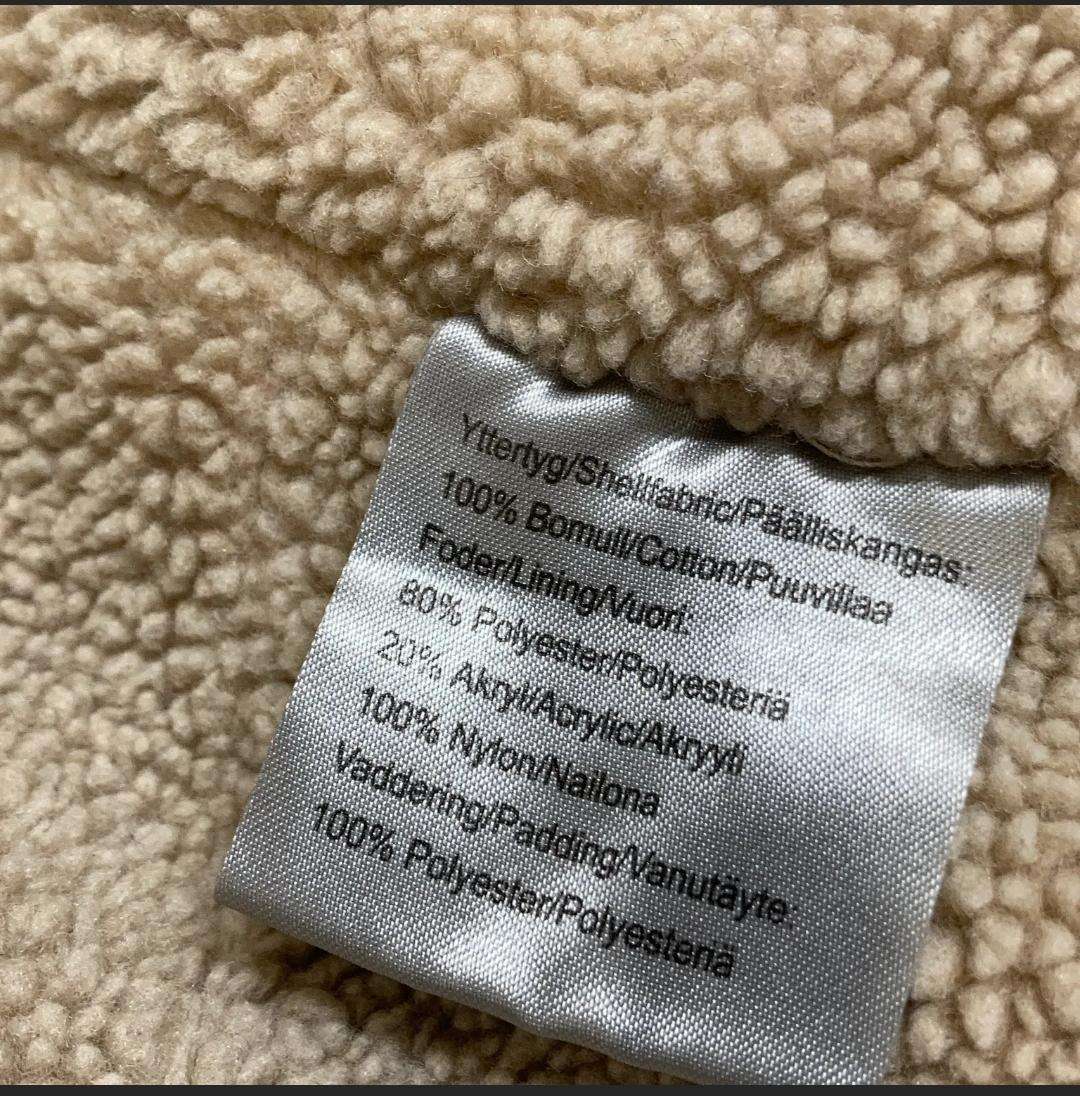 Yttertyg/Shellfabric/Päälliskangas:
100% Bomull/Cotton/Puuvillaa
Foder/Lining/Vuori:
80% Polyester/Polyesteriä
20% Akryl/Acrylic/Akryyli
100% Nylon/Nailona
Vaddering/Padding/Vanutäyte:
100% Polyester/Polyesteriä